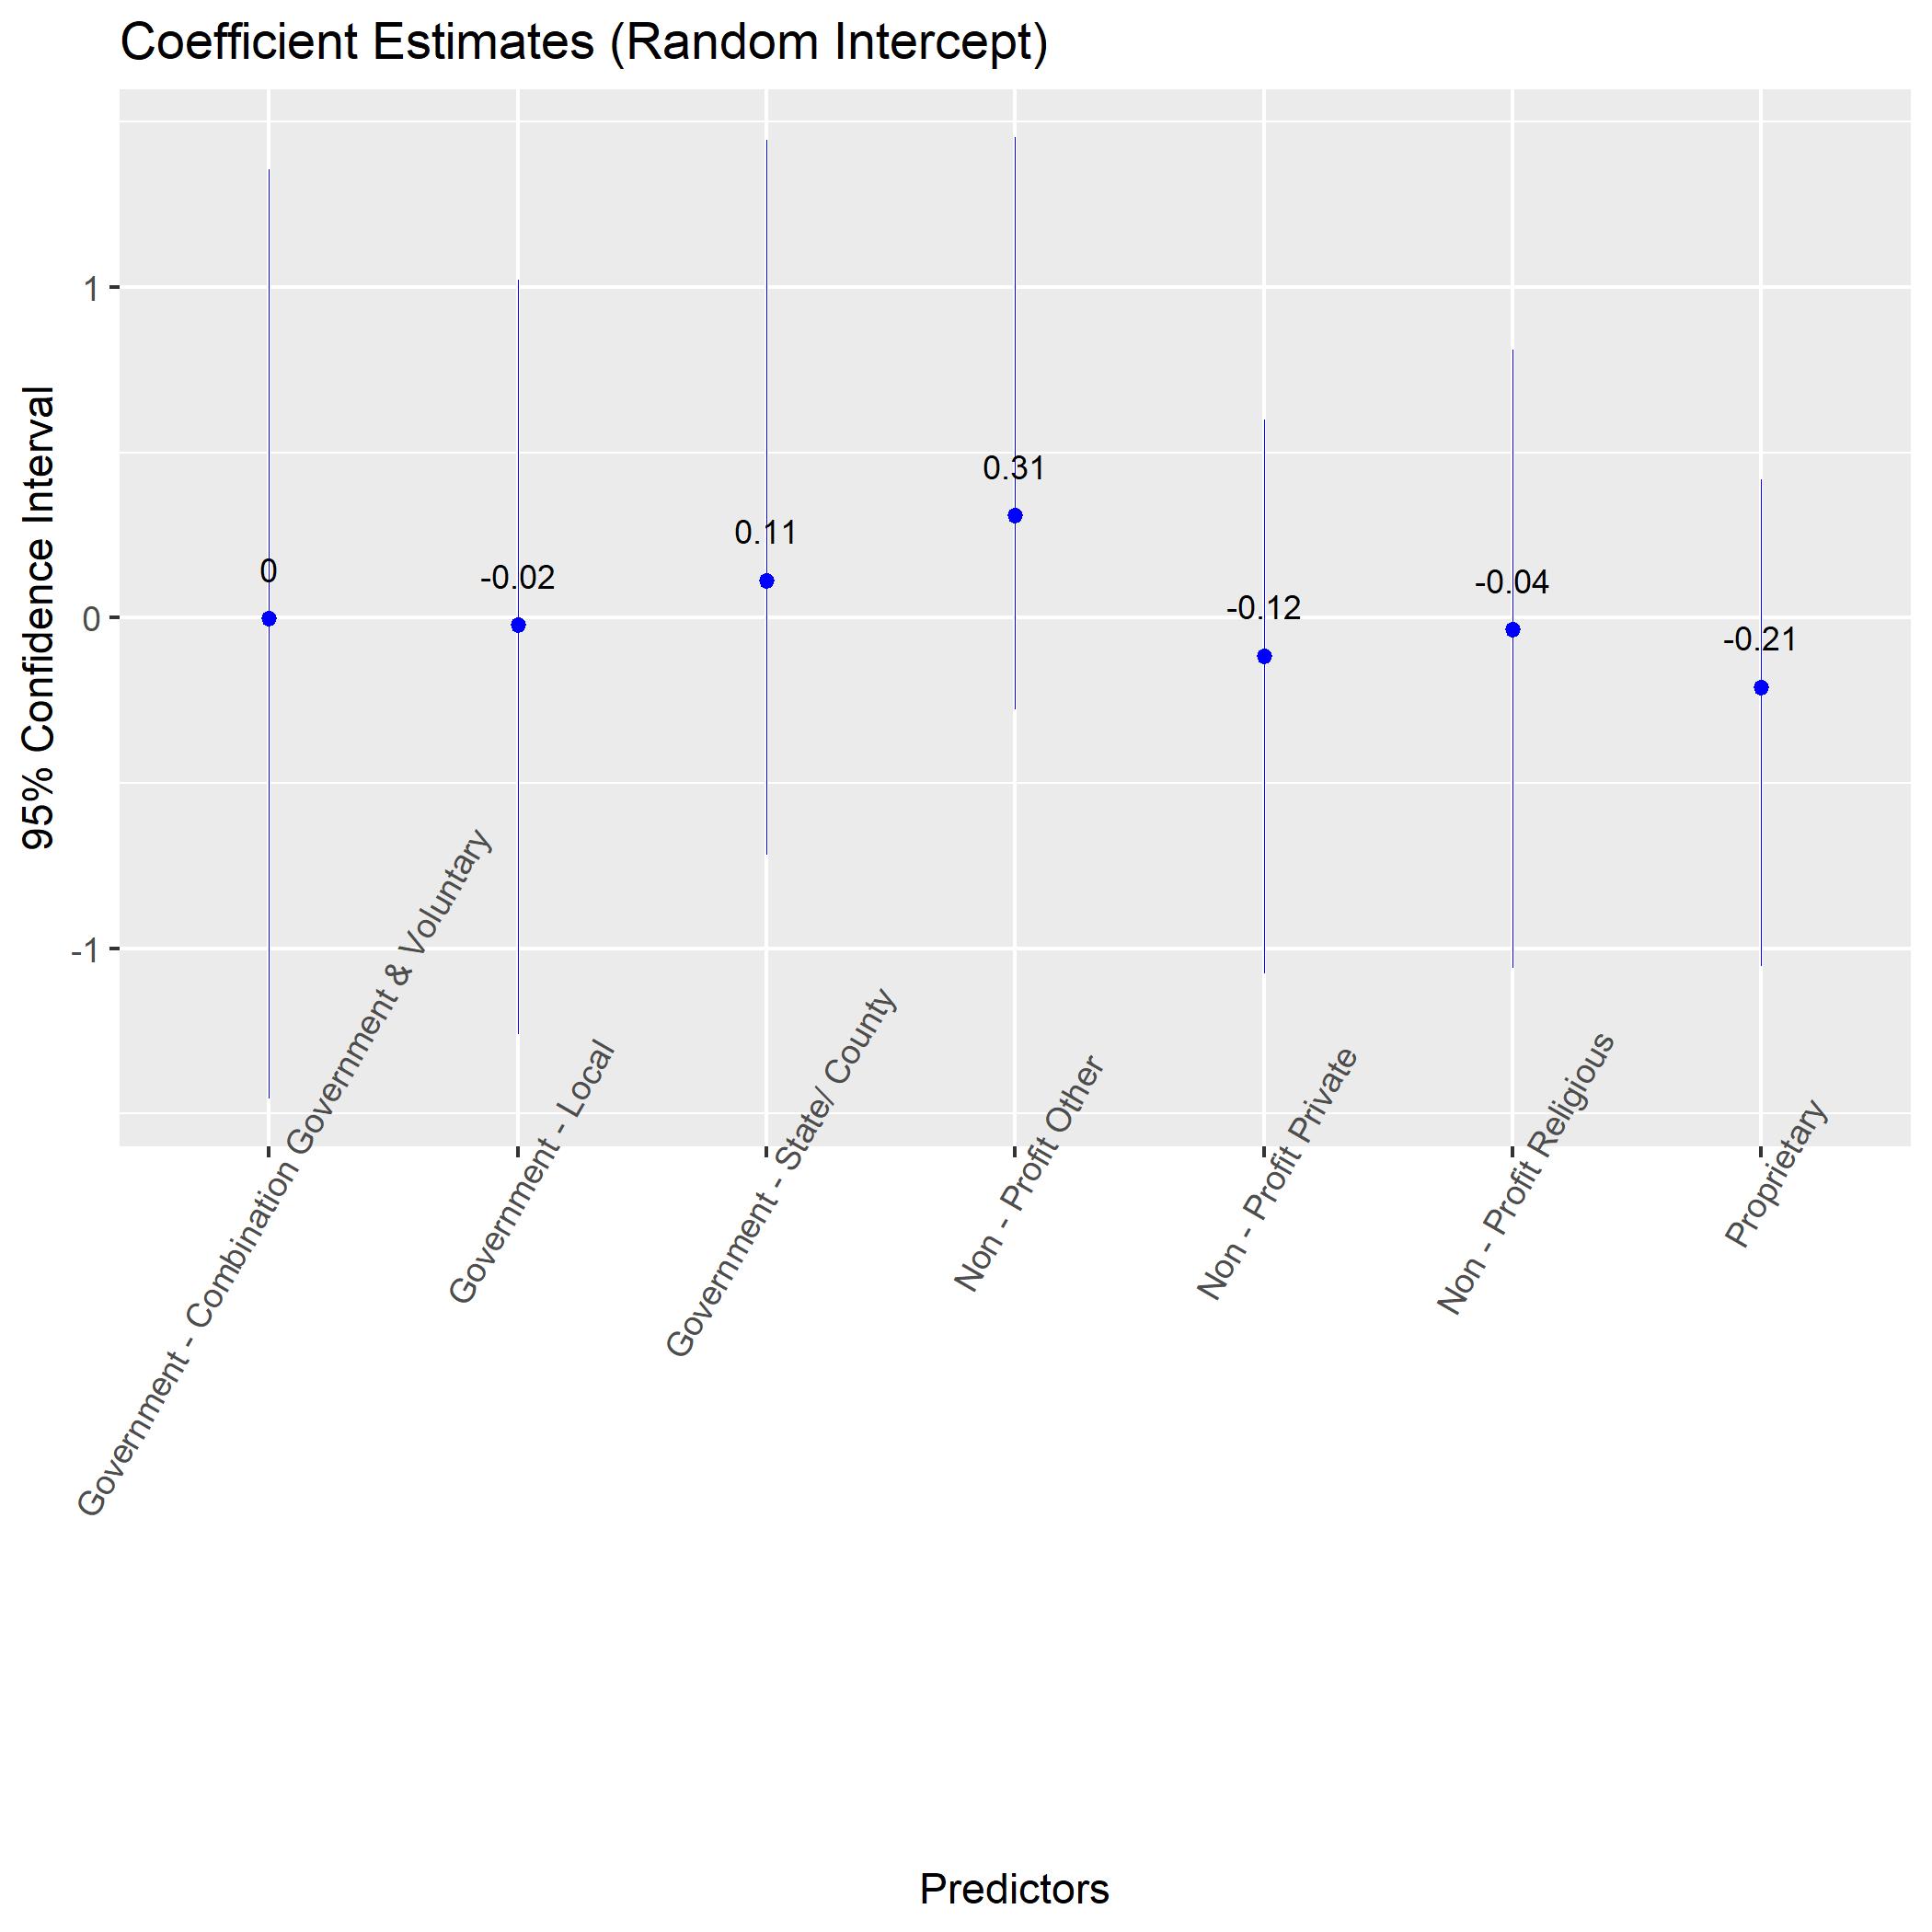 Coefficient Estimates (Random Intercept)
95% Confidence Interval
1
0
-1
0
-0.02
0.11
0.31
-0.12
-0.04
-0.21
Government - Combination Government & Voluntary
Government - Local
Government - State/ County
Non - Profit Other
Non - Profit Private
Non - Profit Religious
Proprietary
Predictors